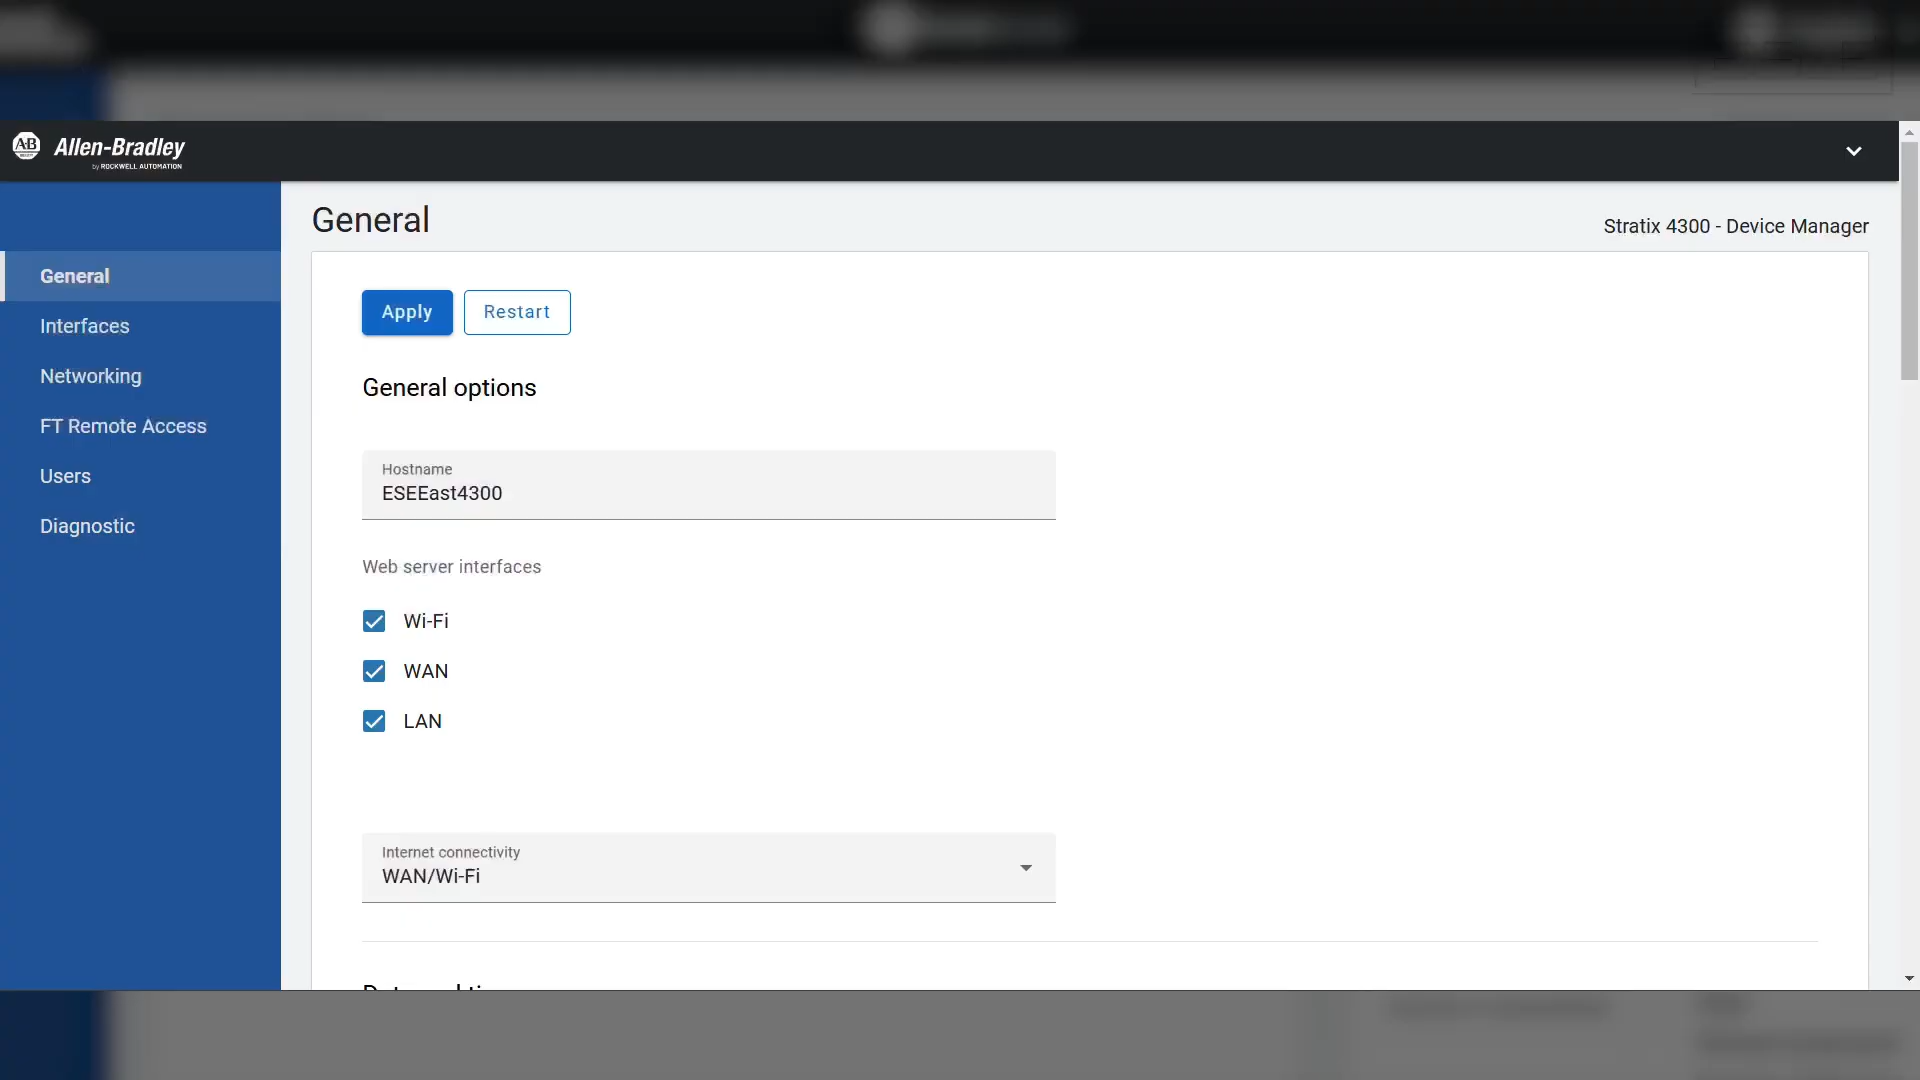 Allen-Bradley
by ROCKWELL AUTOMATION
General
Stratix 4300 - Device Manager
General
Interfaces
Networking
FT Remote Access
Users
Diagnostic
Apply
Restart
General options
Hostname
ESEEast4300
Web server interfaces
Wi-Fi
WAN
LAN
Internet connectivity
WAN/Wi-Fi